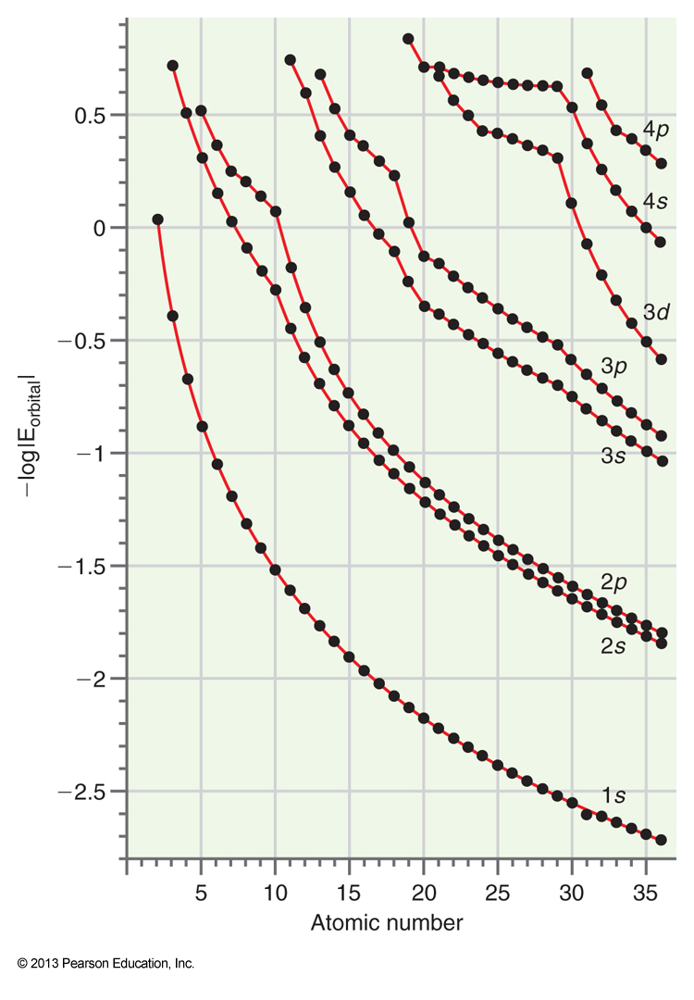 0.5
4p
4s
0
3d
−0.5
3p
3s
−1
−log|E_orbital|
−1.5
2p
2s
−2
−2.5
1s
5 10 15 20 25 30 35
Atomic number
© 2013 Pearson Education, Inc.